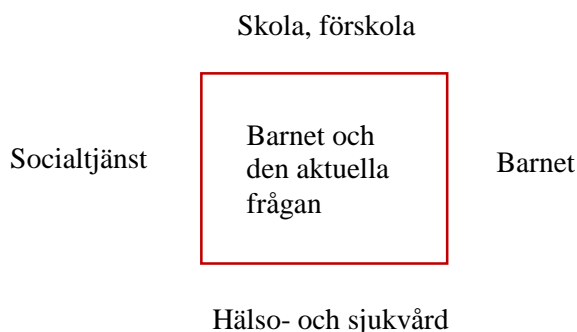 Skola, förskola
Socialtjänst
Barnet och
den aktuella
frågan
Barnet
Hälso- och sjukvård